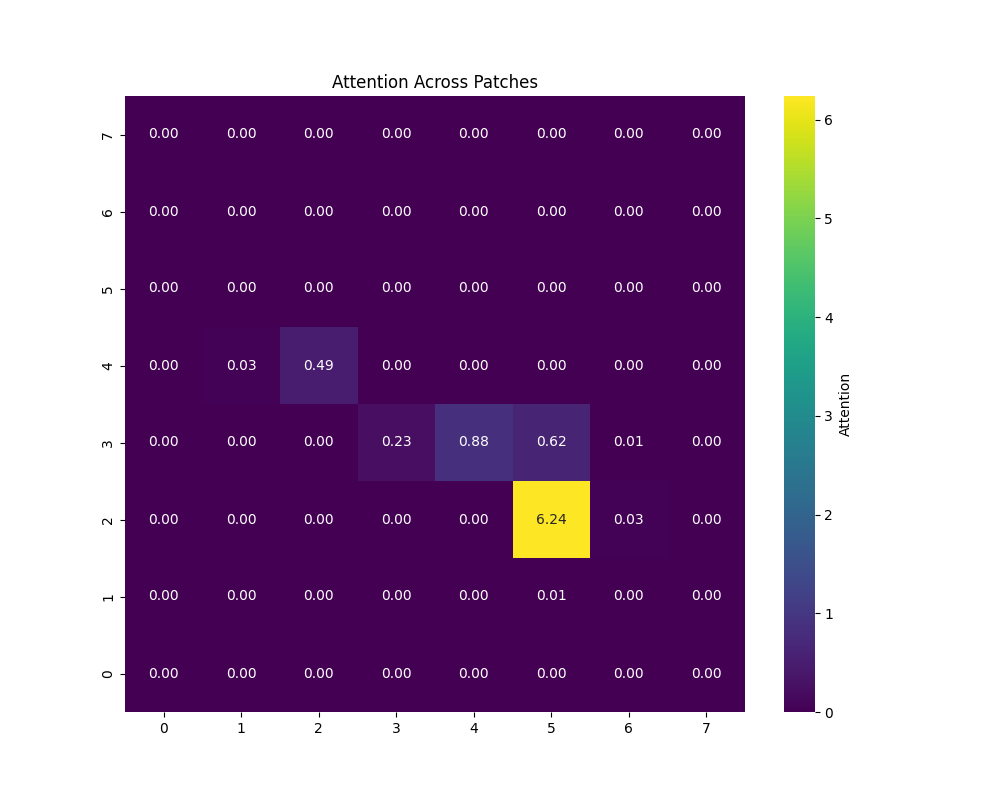 Attention Across Patches
7 0.00 0.00 0.00 0.00 0.00 0.00 0.00 0.00
6 0.00 0.00 0.00 0.00 0.00 0.00 0.00 0.00
5 0.00 0.00 0.00 0.00 0.00 0.00 0.00 0.00
4 0.00 0.03 0.49 0.00 0.00 0.00 0.00 0.00
3 0.00 0.00 0.00 0.23 0.88 0.62 0.01 0.00
2 0.00 0.00 0.00 0.00 0.00 6.24 0.03 0.00
1 0.00 0.00 0.00 0.00 0.00 0.01 0.00 0.00
0 0.00 0.00 0.00 0.00 0.00 0.00 0.00 0.00
0 1 2 3 4 5 6 7
6
5
4
3
2
1
0
Attention